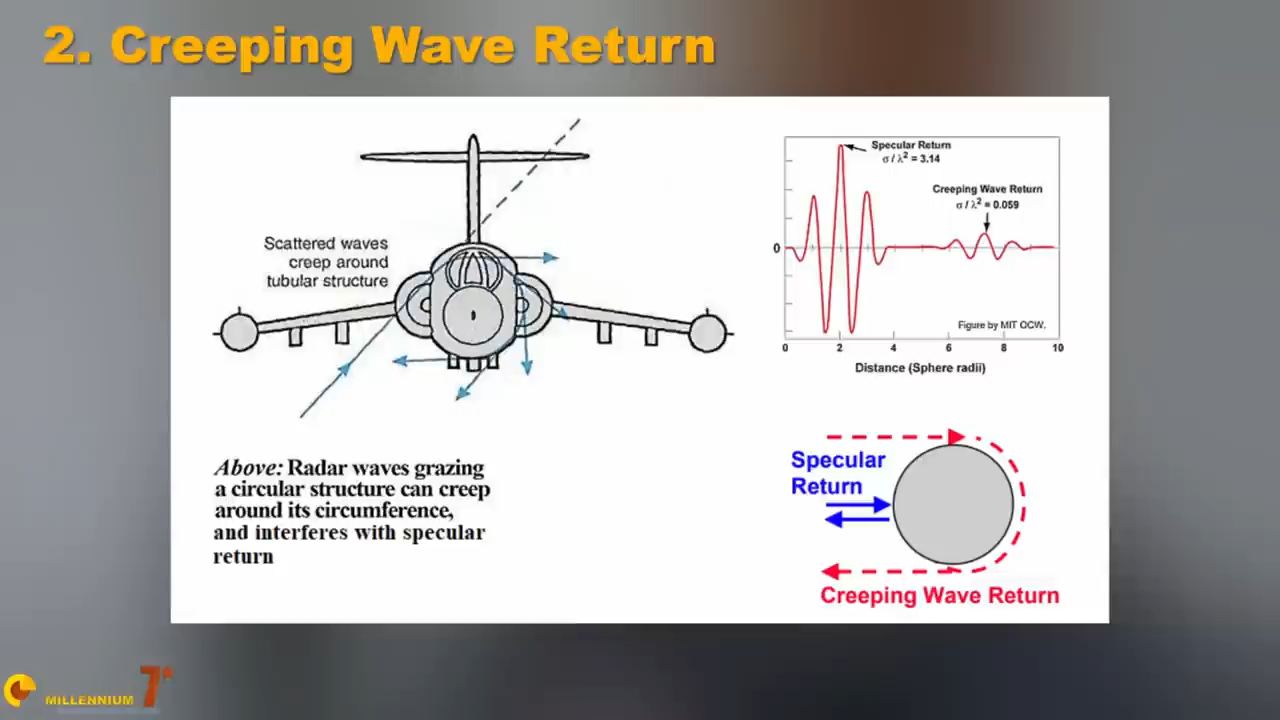 2. Creeping Wave Return
Scattered waves
creep around
tubular structure
Above: Radar waves grazing
a circular structure can creep
around its circumference,
and interferes with specular
return
Specular Return
σ / λ² = 3.14
Creeping Wave Return
σ / λ² = 0.059
0
Figure by MIT OCW.
0 2 4 6 8 10
Distance (Sphere radii)
Specular
Return
Creeping Wave Return
MILLENNIUM 7*